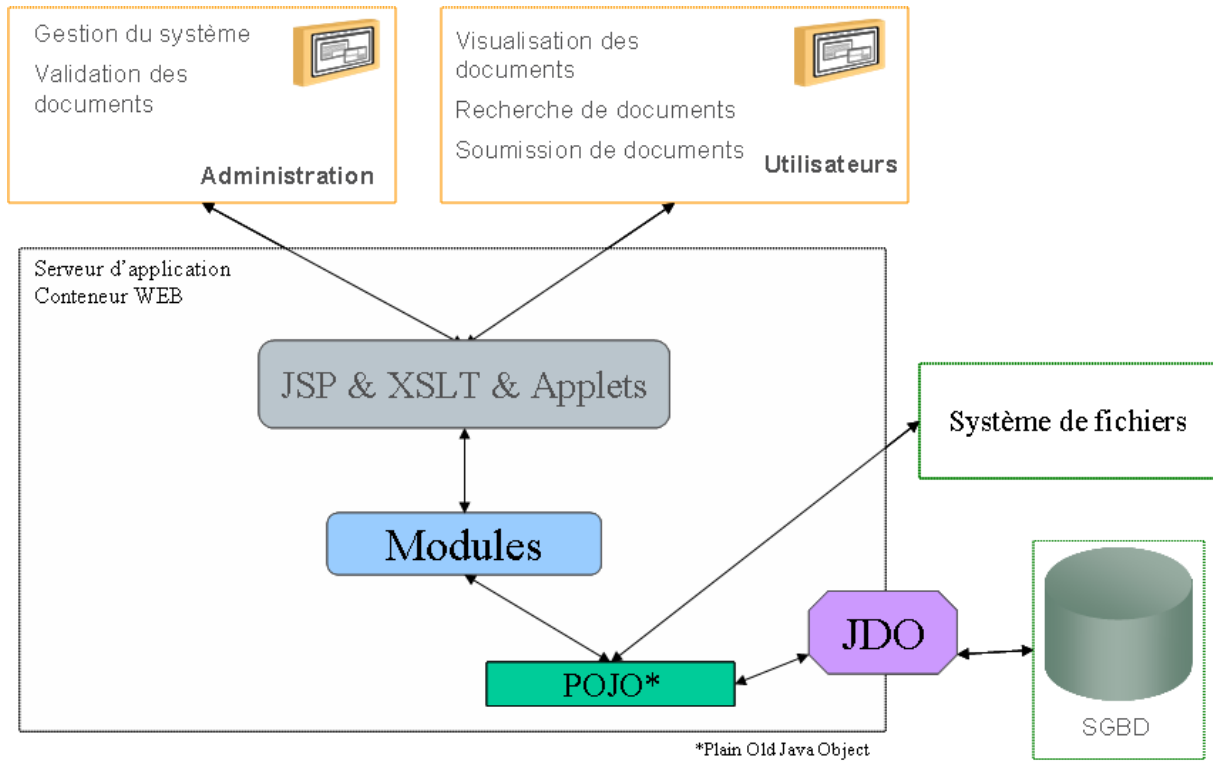 Gestion du système
Validation des
documents
Administration
Visualisation des
documents
Recherche de documents
Soumission de documents
Utilisateurs
Serveur d'application
Conteneur WEB
JSP & XSLT & Applets
Système de fichiers
Modules
JDO
POJO*
SGBD
*Plain Old Java Object